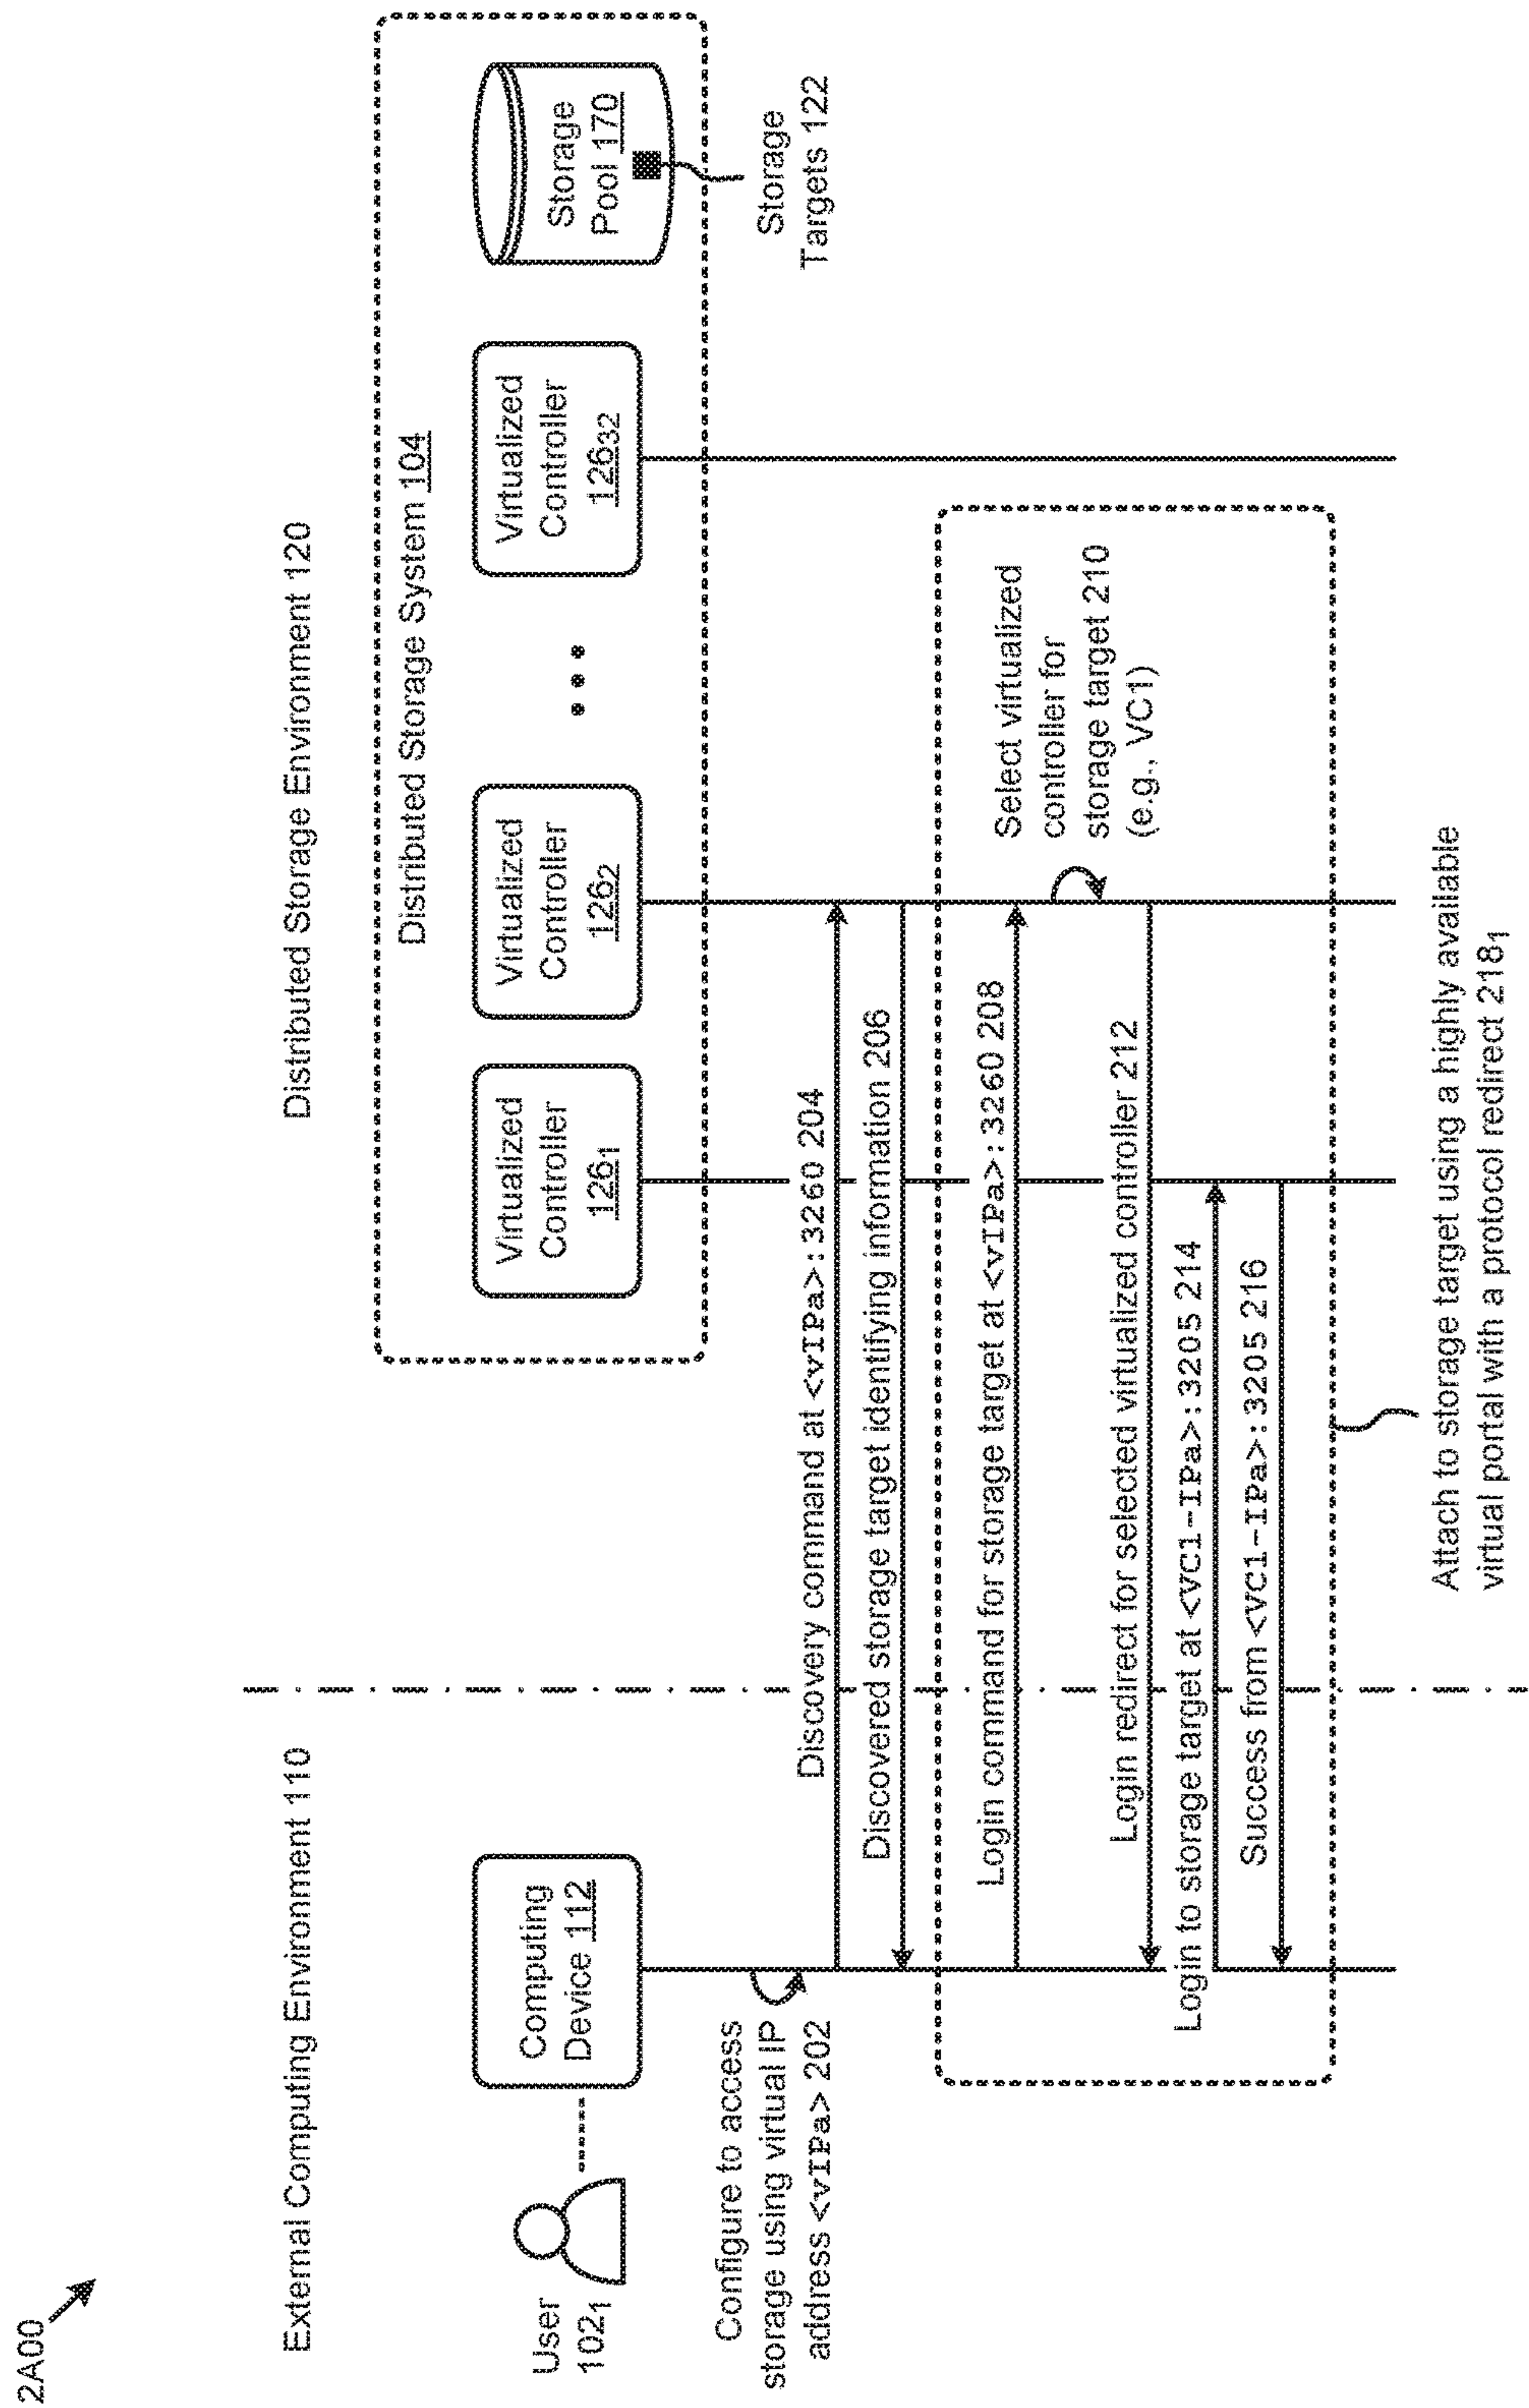 2A00
External Computing Environment 110
Distributed Storage Environment 120
Distributed Storage System 104
User
102₁
Computing
Device 112
Virtualized
Controller
126₁
Virtualized
Controller
126₂
Virtualized
Controller
126₃₂
Storage
Pool 170
Storage
Targets 122
Configure to access
storage using virtual IP
address <vIPa> 202
Discovery command at <vIPa>:3260 204
Discovered storage target identifying information 206
Login command for storage target at <vIPa>:3260 208
Select virtualized
controller for
storage target 210
(e.g., VC1)
Login redirect for selected virtualized controller 212
Login to storage target at <VC1-IPa>:3205 214
Success from <VC1-IPa>:3205 216
Attach to storage target using a highly available
virtual portal with a protocol redirect 218₁